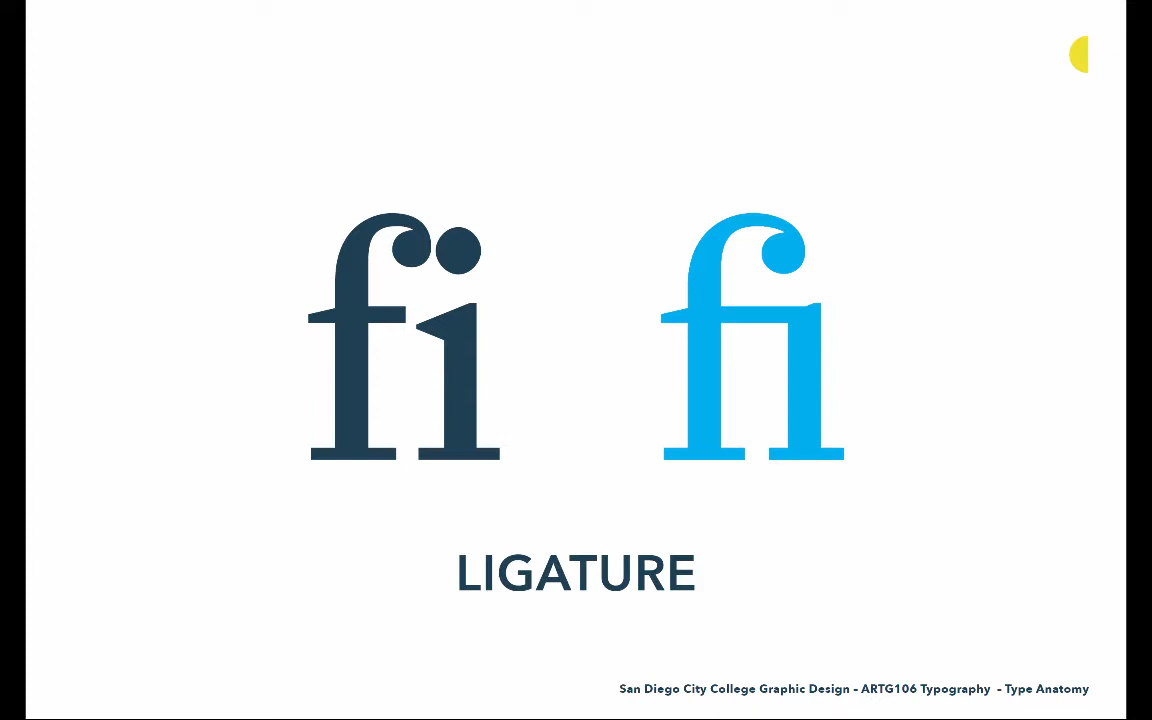 fi fi
LIGATURE
San Diego City College Graphic Design - ARTG106 Typography - Type Anatomy